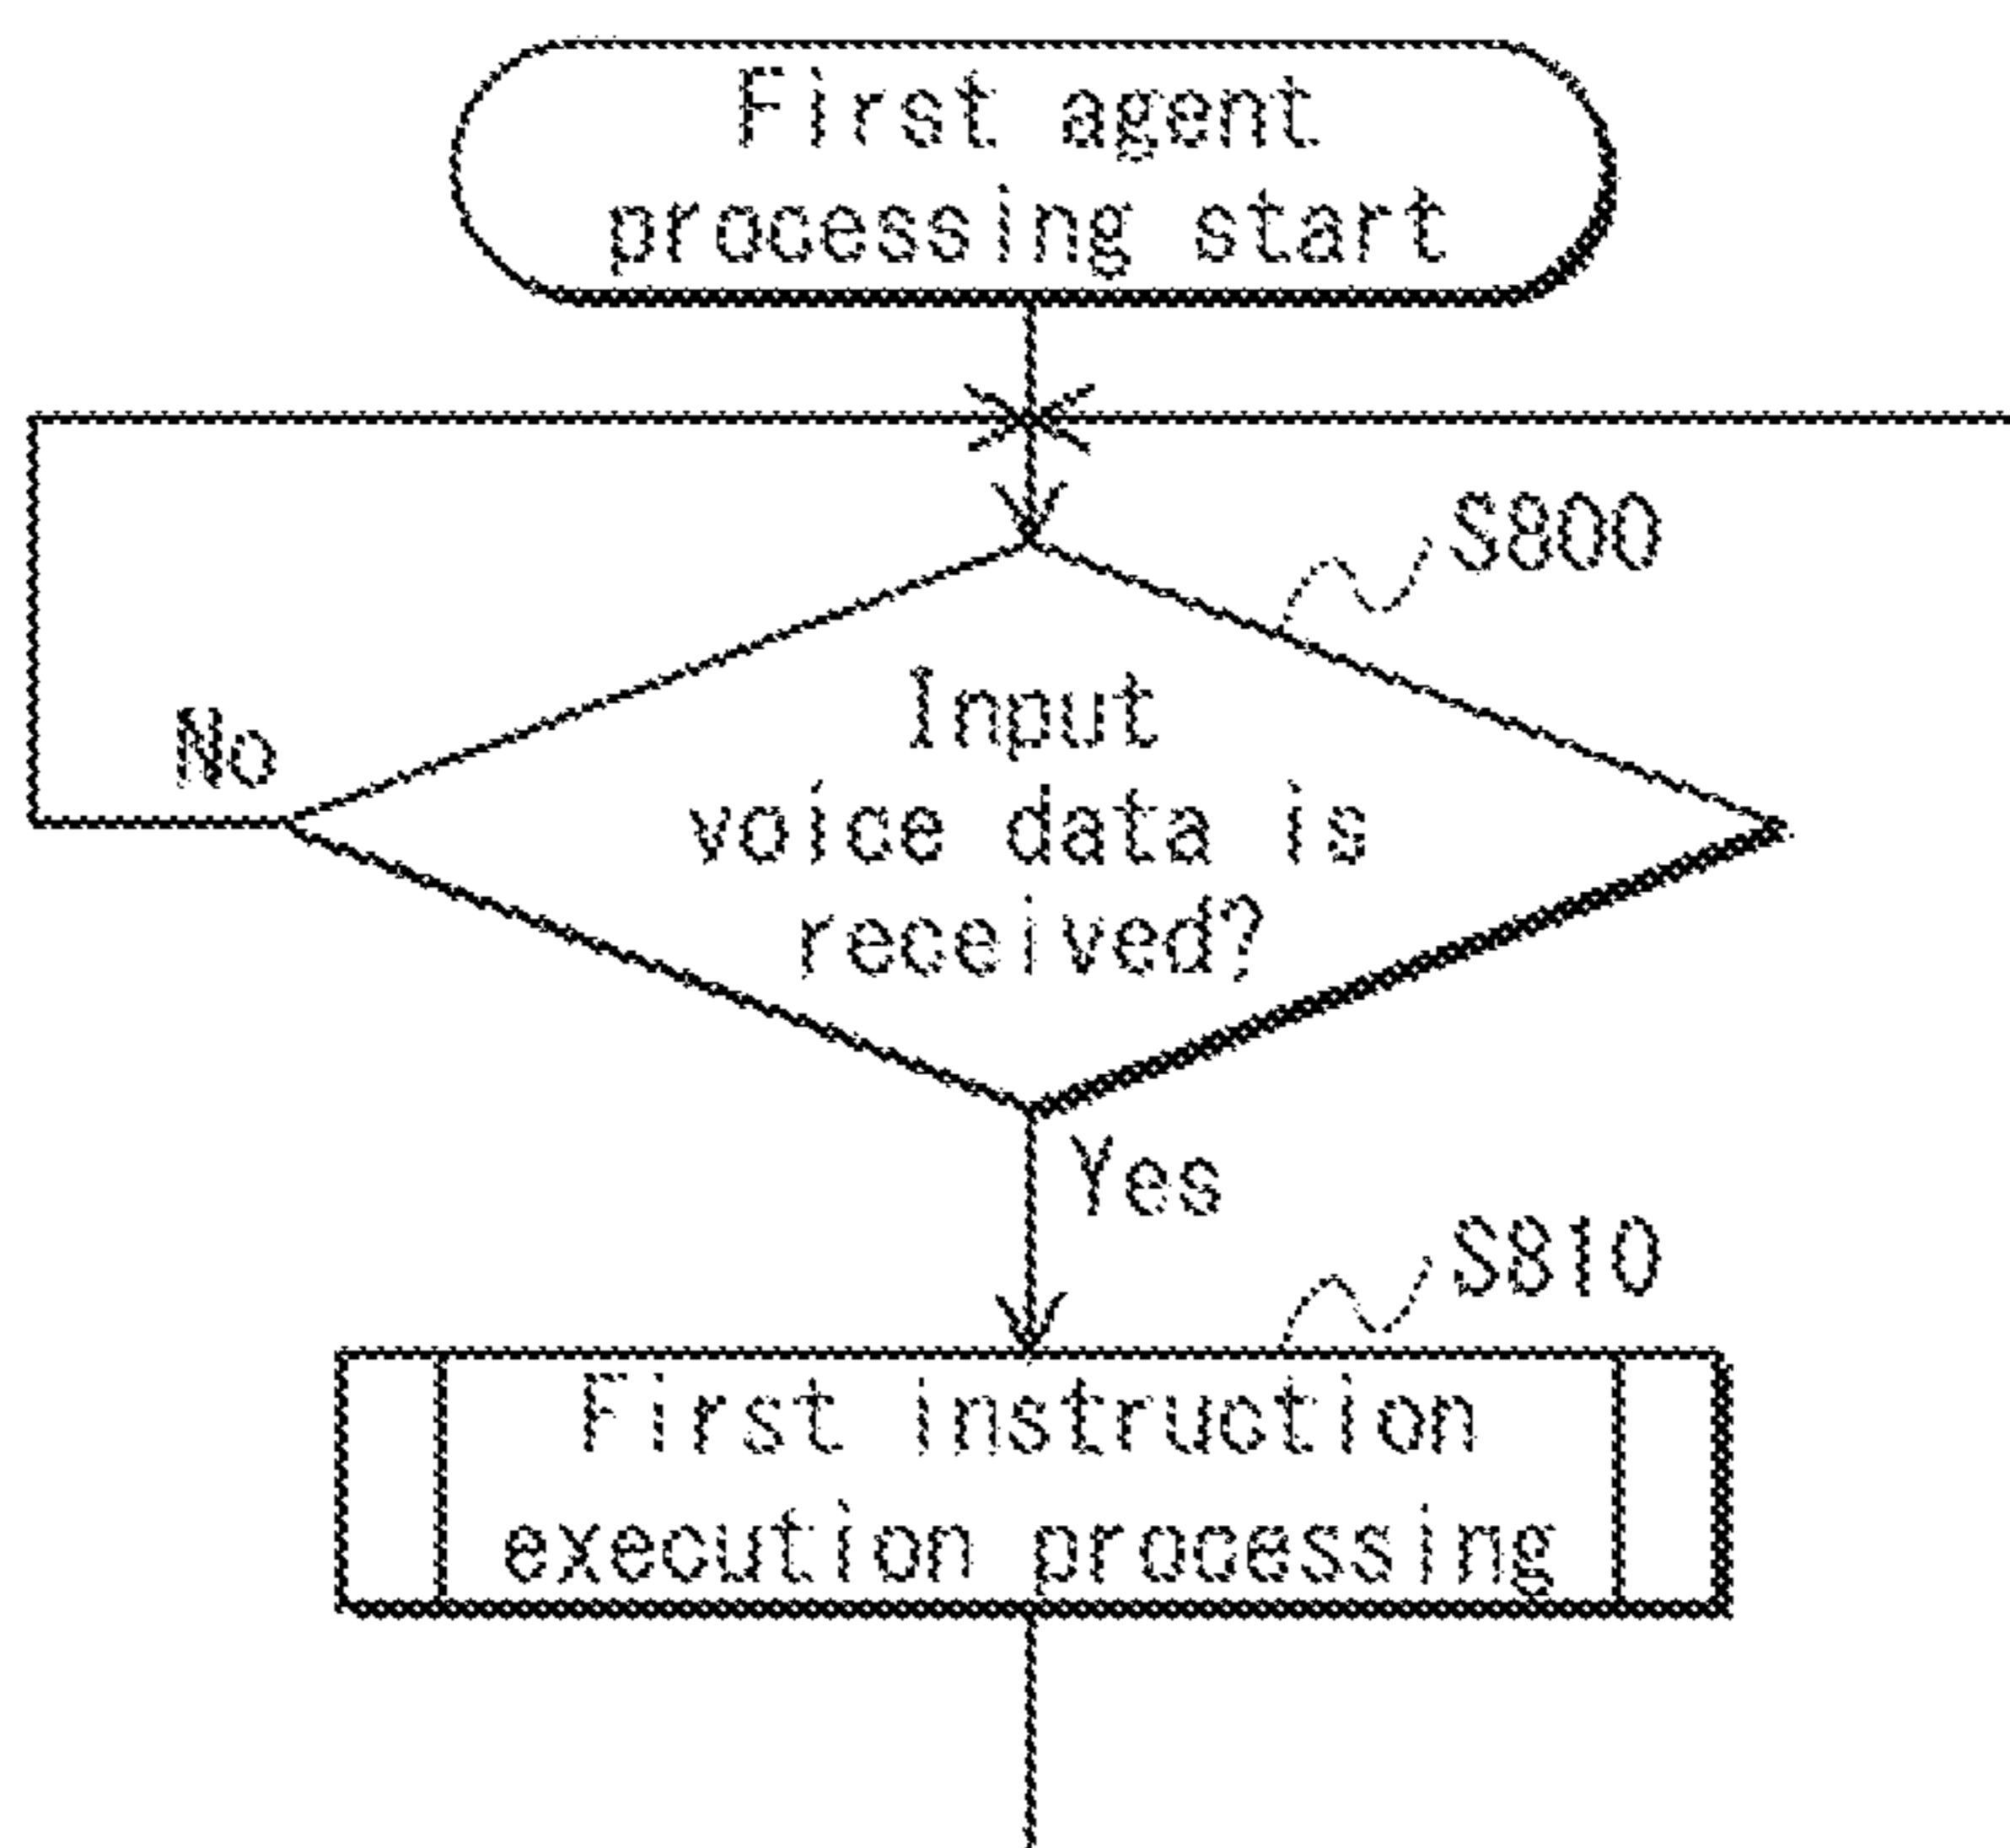 First agent
processing start
S800
Input
voice data is
received?
No
Yes
S810
First instruction
execution processing